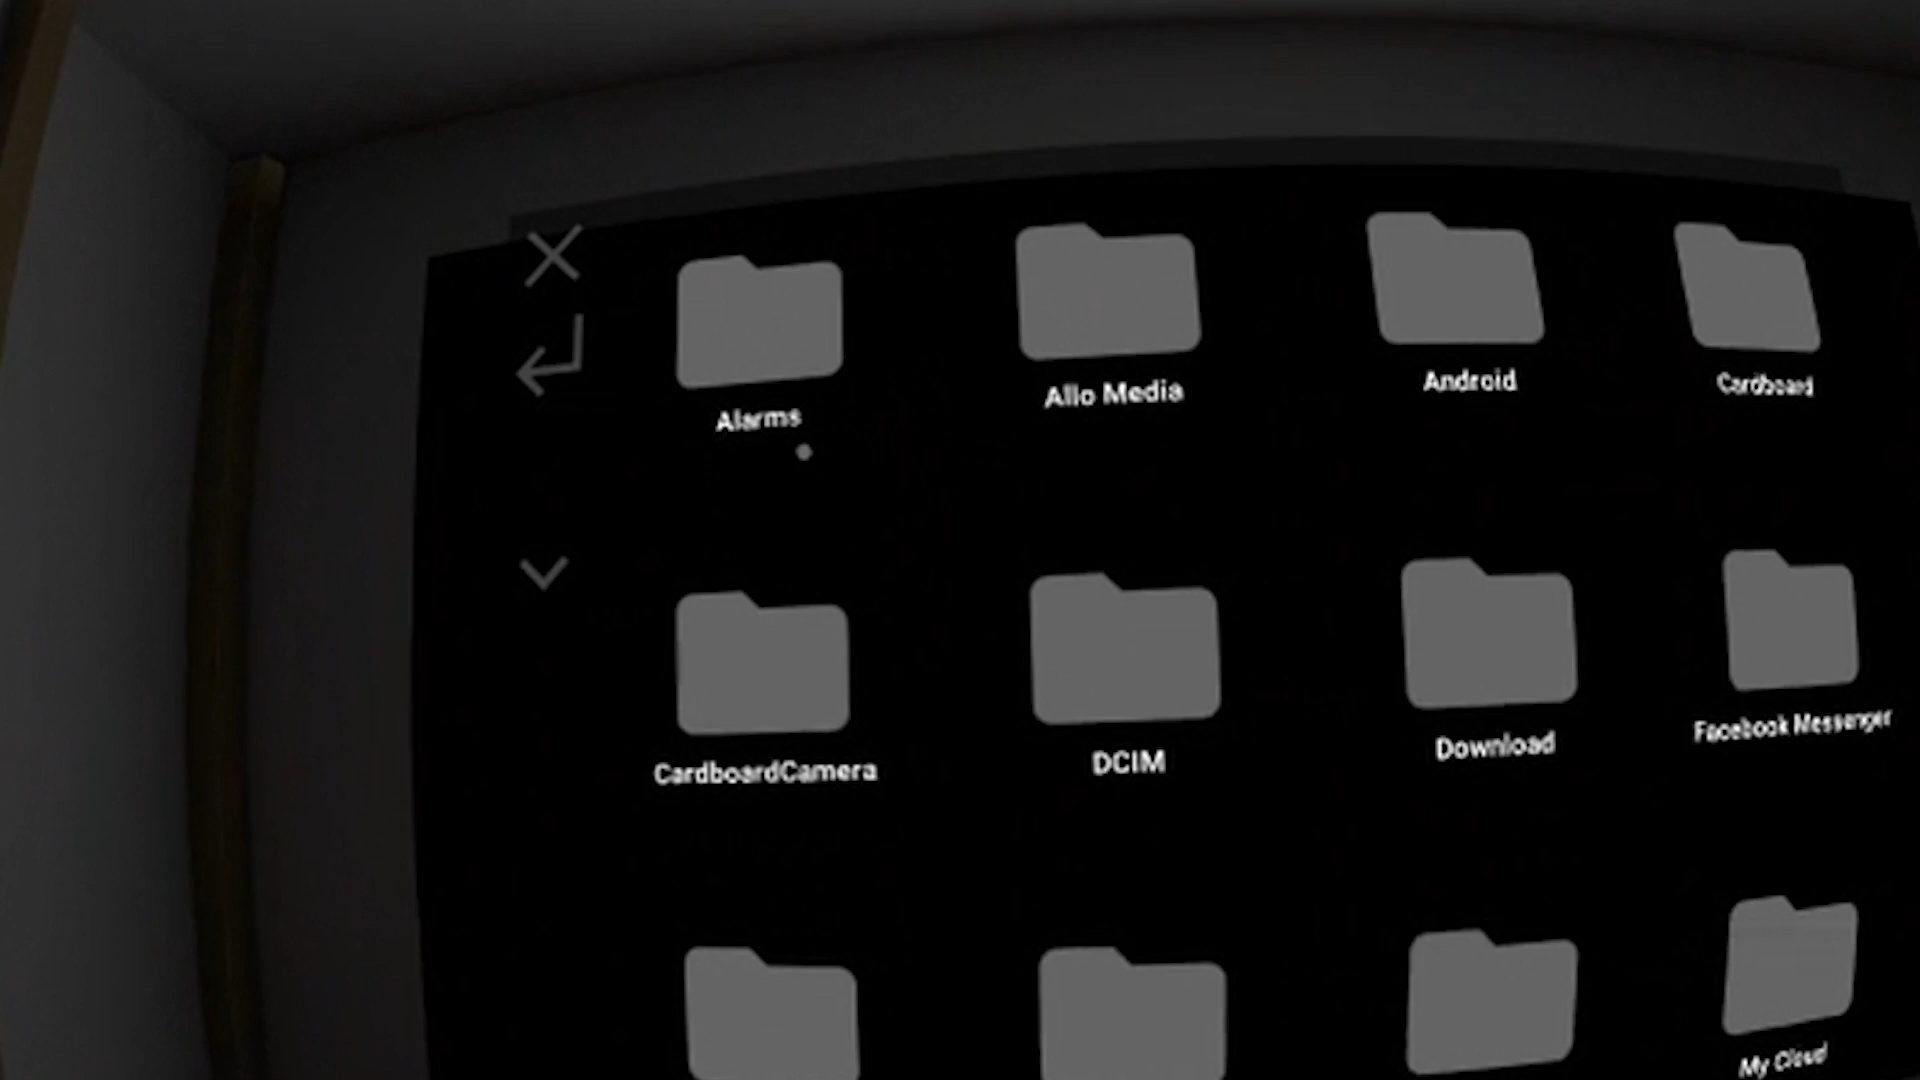 Alarms
Allo Media
Android
Cardboard
CardboardCamera
DCIM
Download
Facebook Messenger
My Cloud